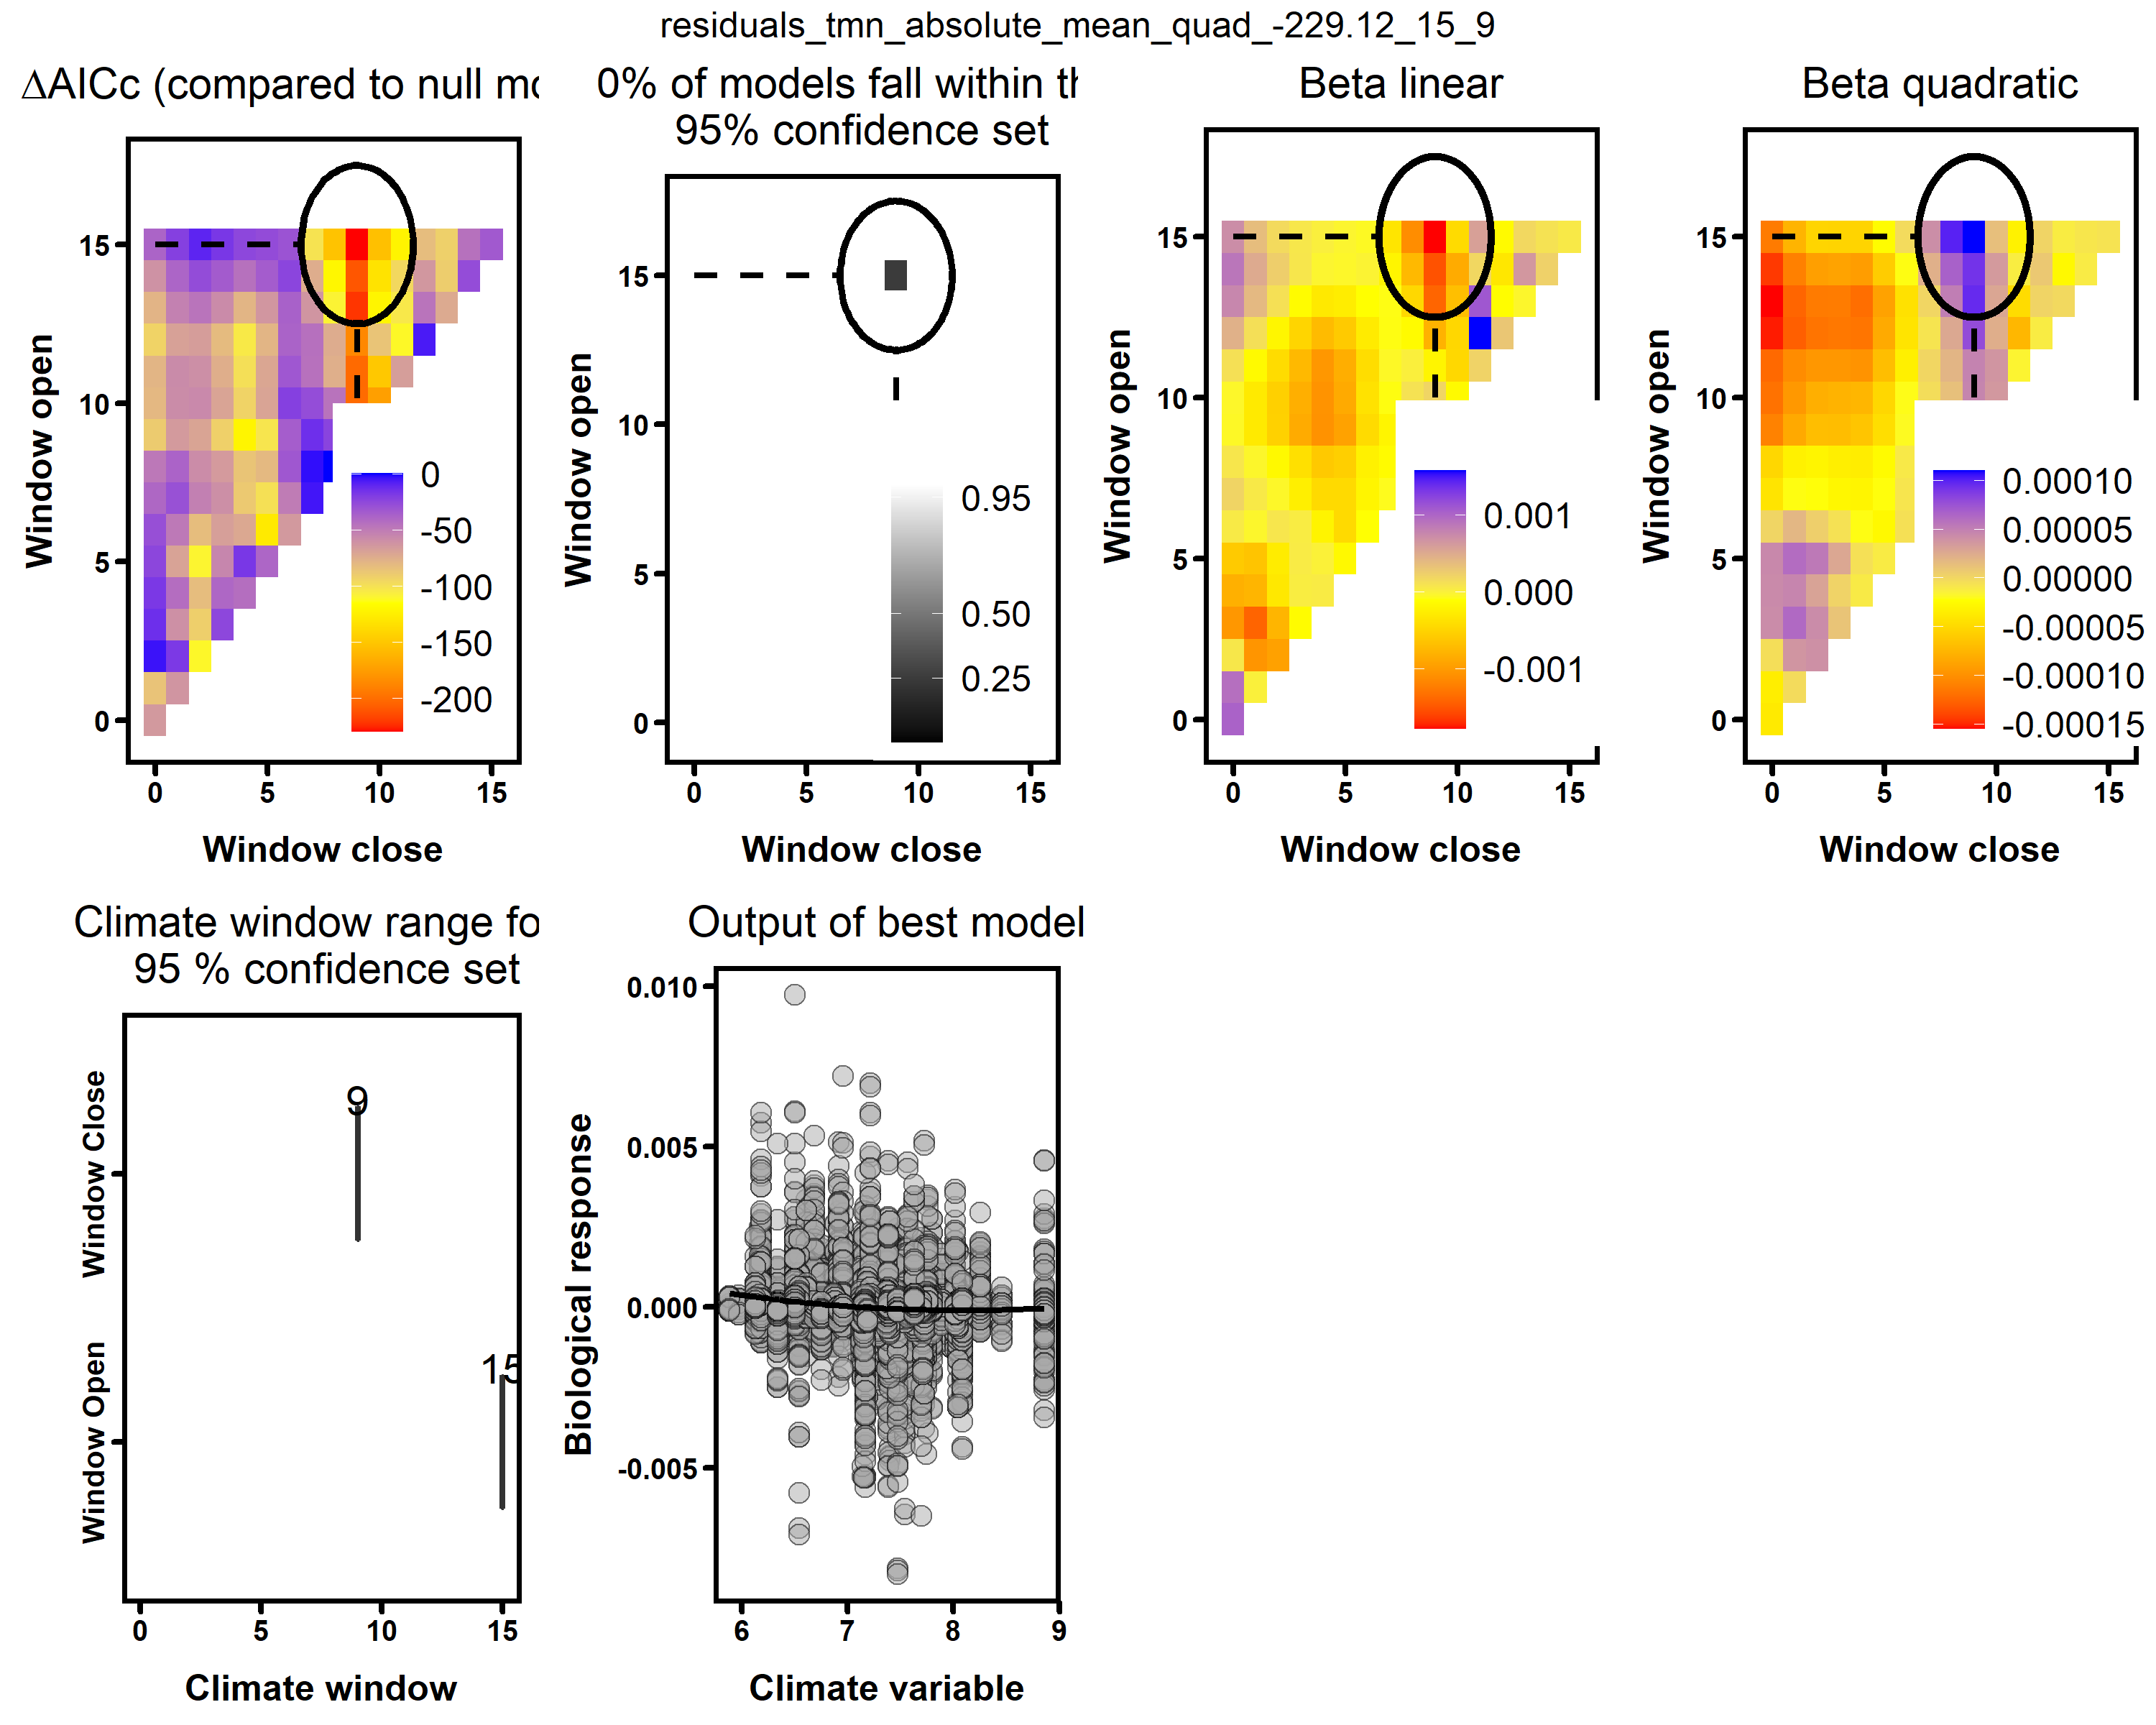 residuals_tmn_absolute_mean_quad_-229.12_15_9
ΔAICc (compared to null mo
Window open
15
10
5
0
0
-50
-100
-150
-200
0 5 10 15
Window close
0% of models fall within th
95% confidence set
Window open
15
10
5
0
0.95
0.50
0.25
0 5 10 15
Window close
Beta linear
Window open
15
10
5
0
0.001
0.000
-0.001
0 5 10 15
Window close
Beta quadratic
Window open
15
10
5
0
0.00010
0.00005
0.00000
-0.00005
-0.00010
-0.00015
0 5 10 15
Window close
Climate window range fo
95 % confidence set
Window Close
Window Open
9
15
0 5 10 15
Climate window
Output of best model
Biological response
0.010
0.005
0.000
-0.005
6 7 8 9
Climate variable